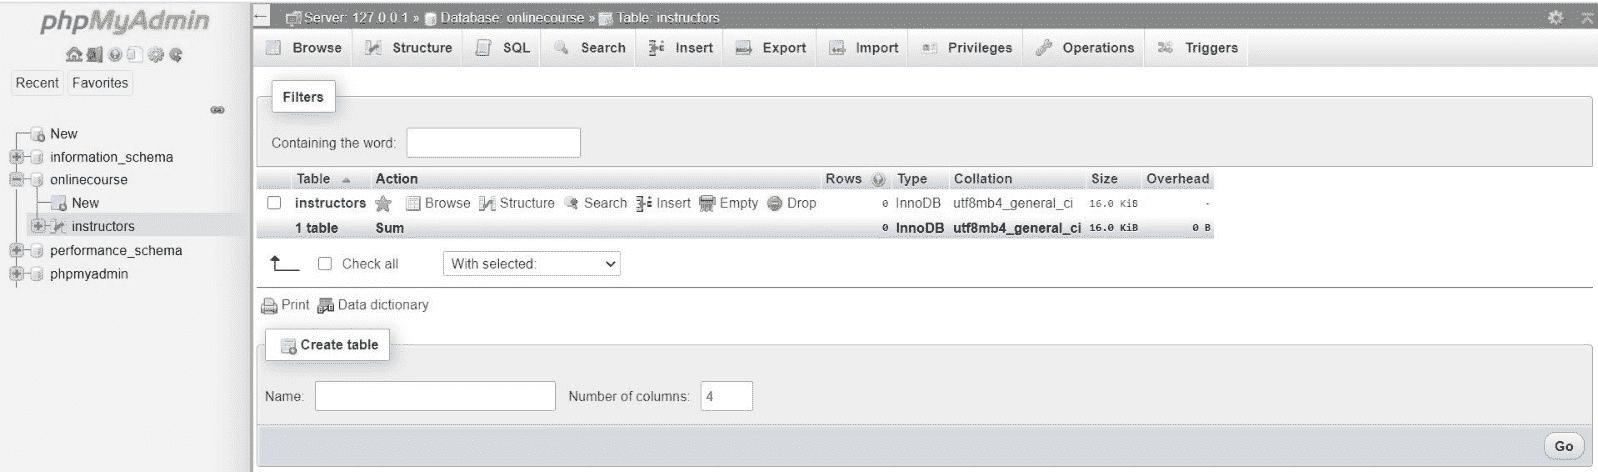 phpMyAdmin
Recent Favorites
New
information_schema
onlinecourse
New
instructors
performance_schema
phpmyadmin
Server: 127.0.0.1 » Database: onlinecourse » Table: instructors
Browse Structure SQL Search Insert Export Import Privileges Operations Triggers
Filters
Containing the word:
Table Action Rows Type Collation Size Overhead
instructors Browse Structure Search Insert Empty Drop 0 InnoDB utf8mb4_general_ci 16.0 KiB -
1 table Sum 0 InnoDB utf8mb4_general_ci 16.0 KiB 0 B
Check all With selected:
Print Data dictionary
Create table
Name: Number of columns: 4
Go